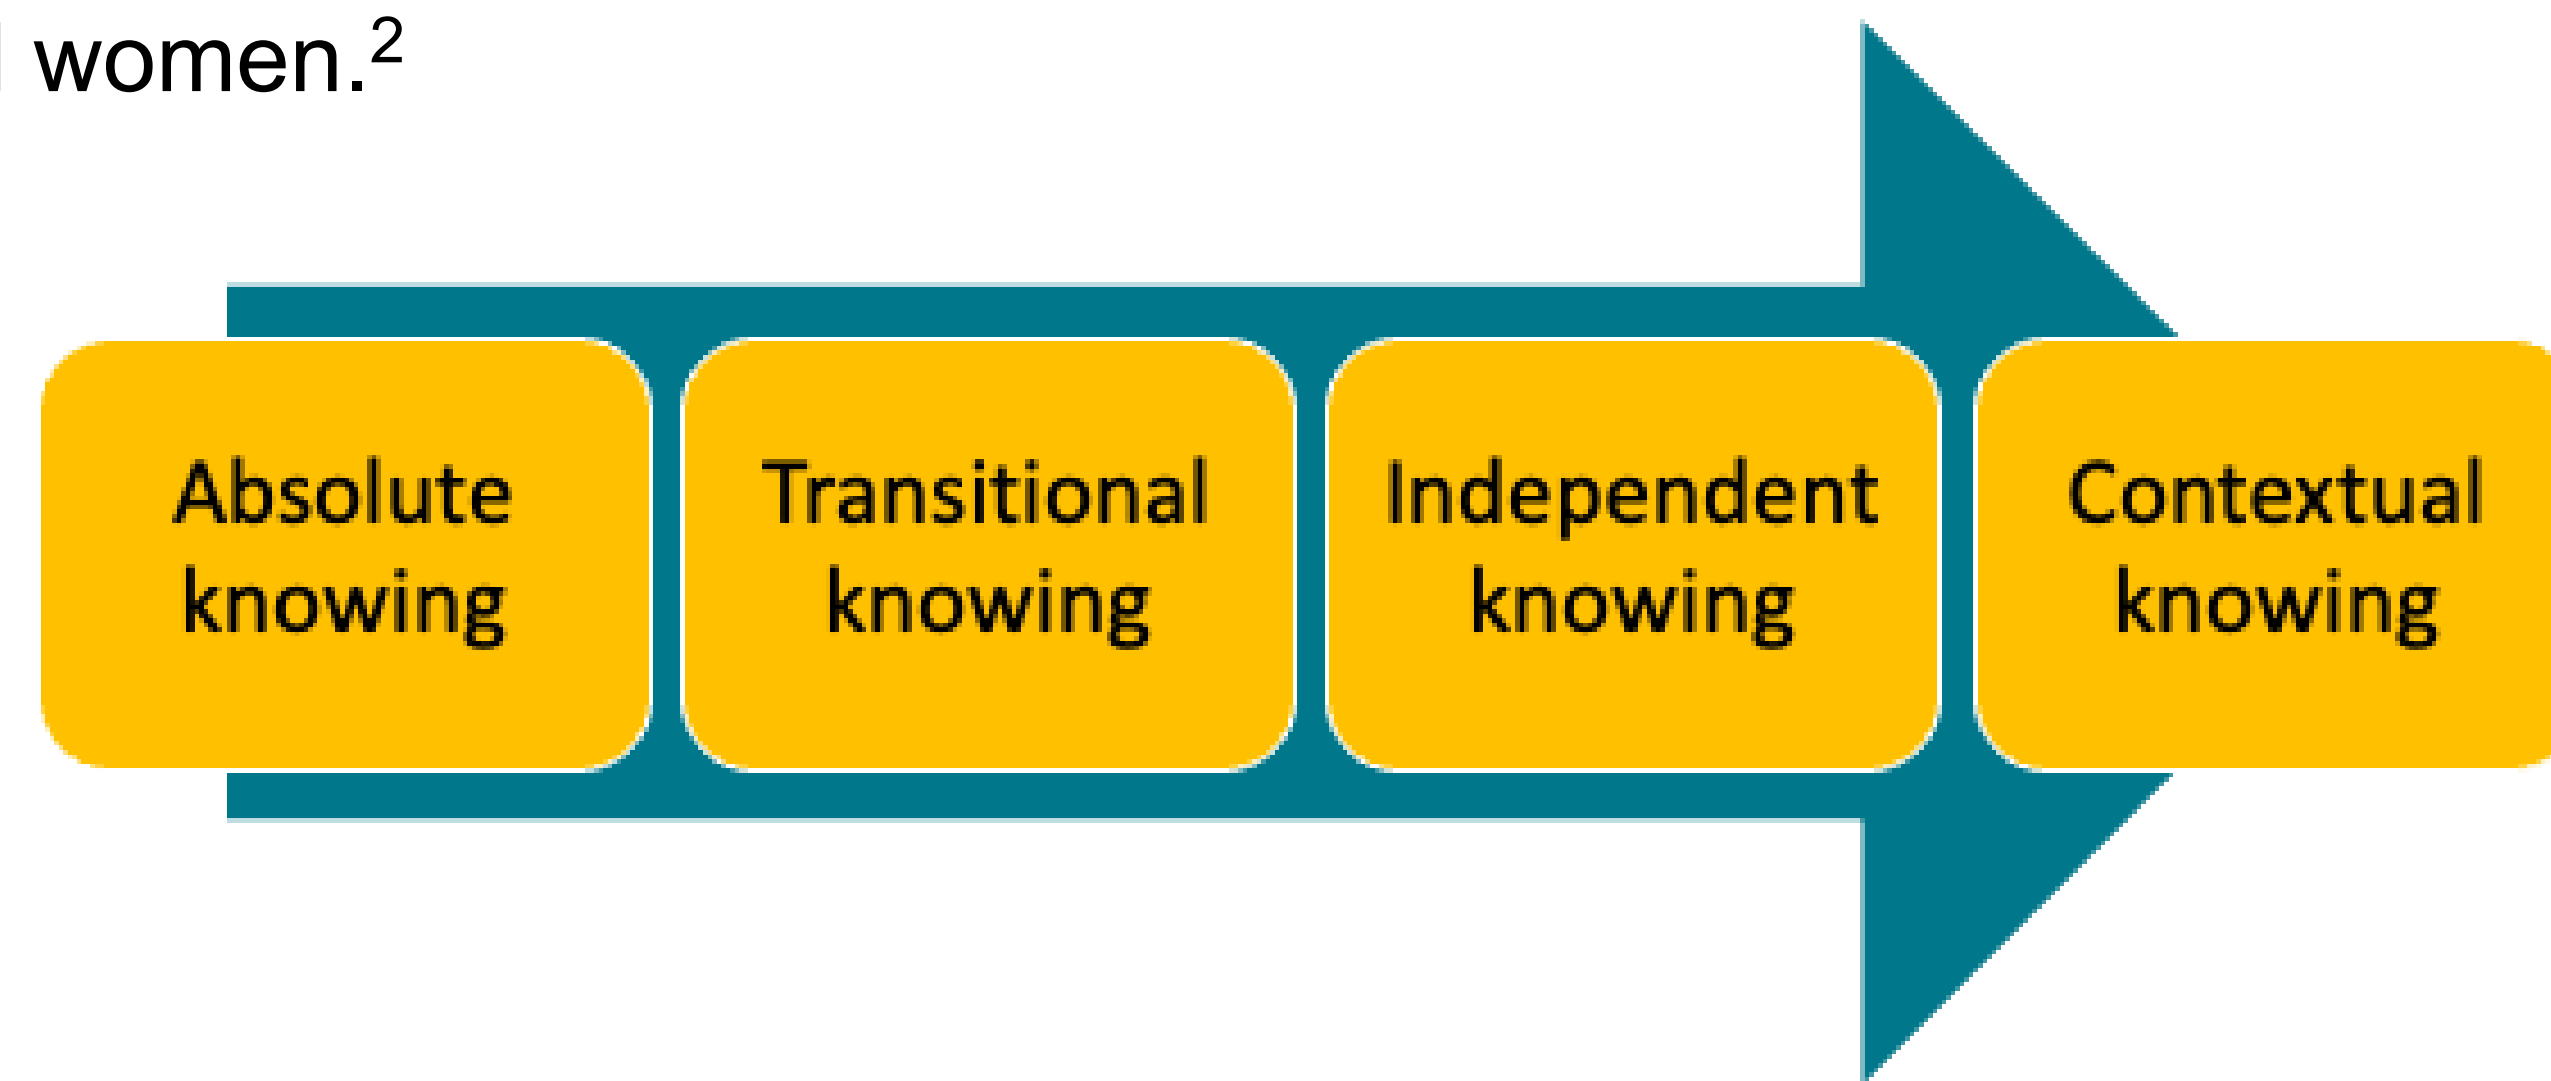 women.²
Absolute
knowing
Transitional
knowing
Independent
knowing
Contextual
knowing